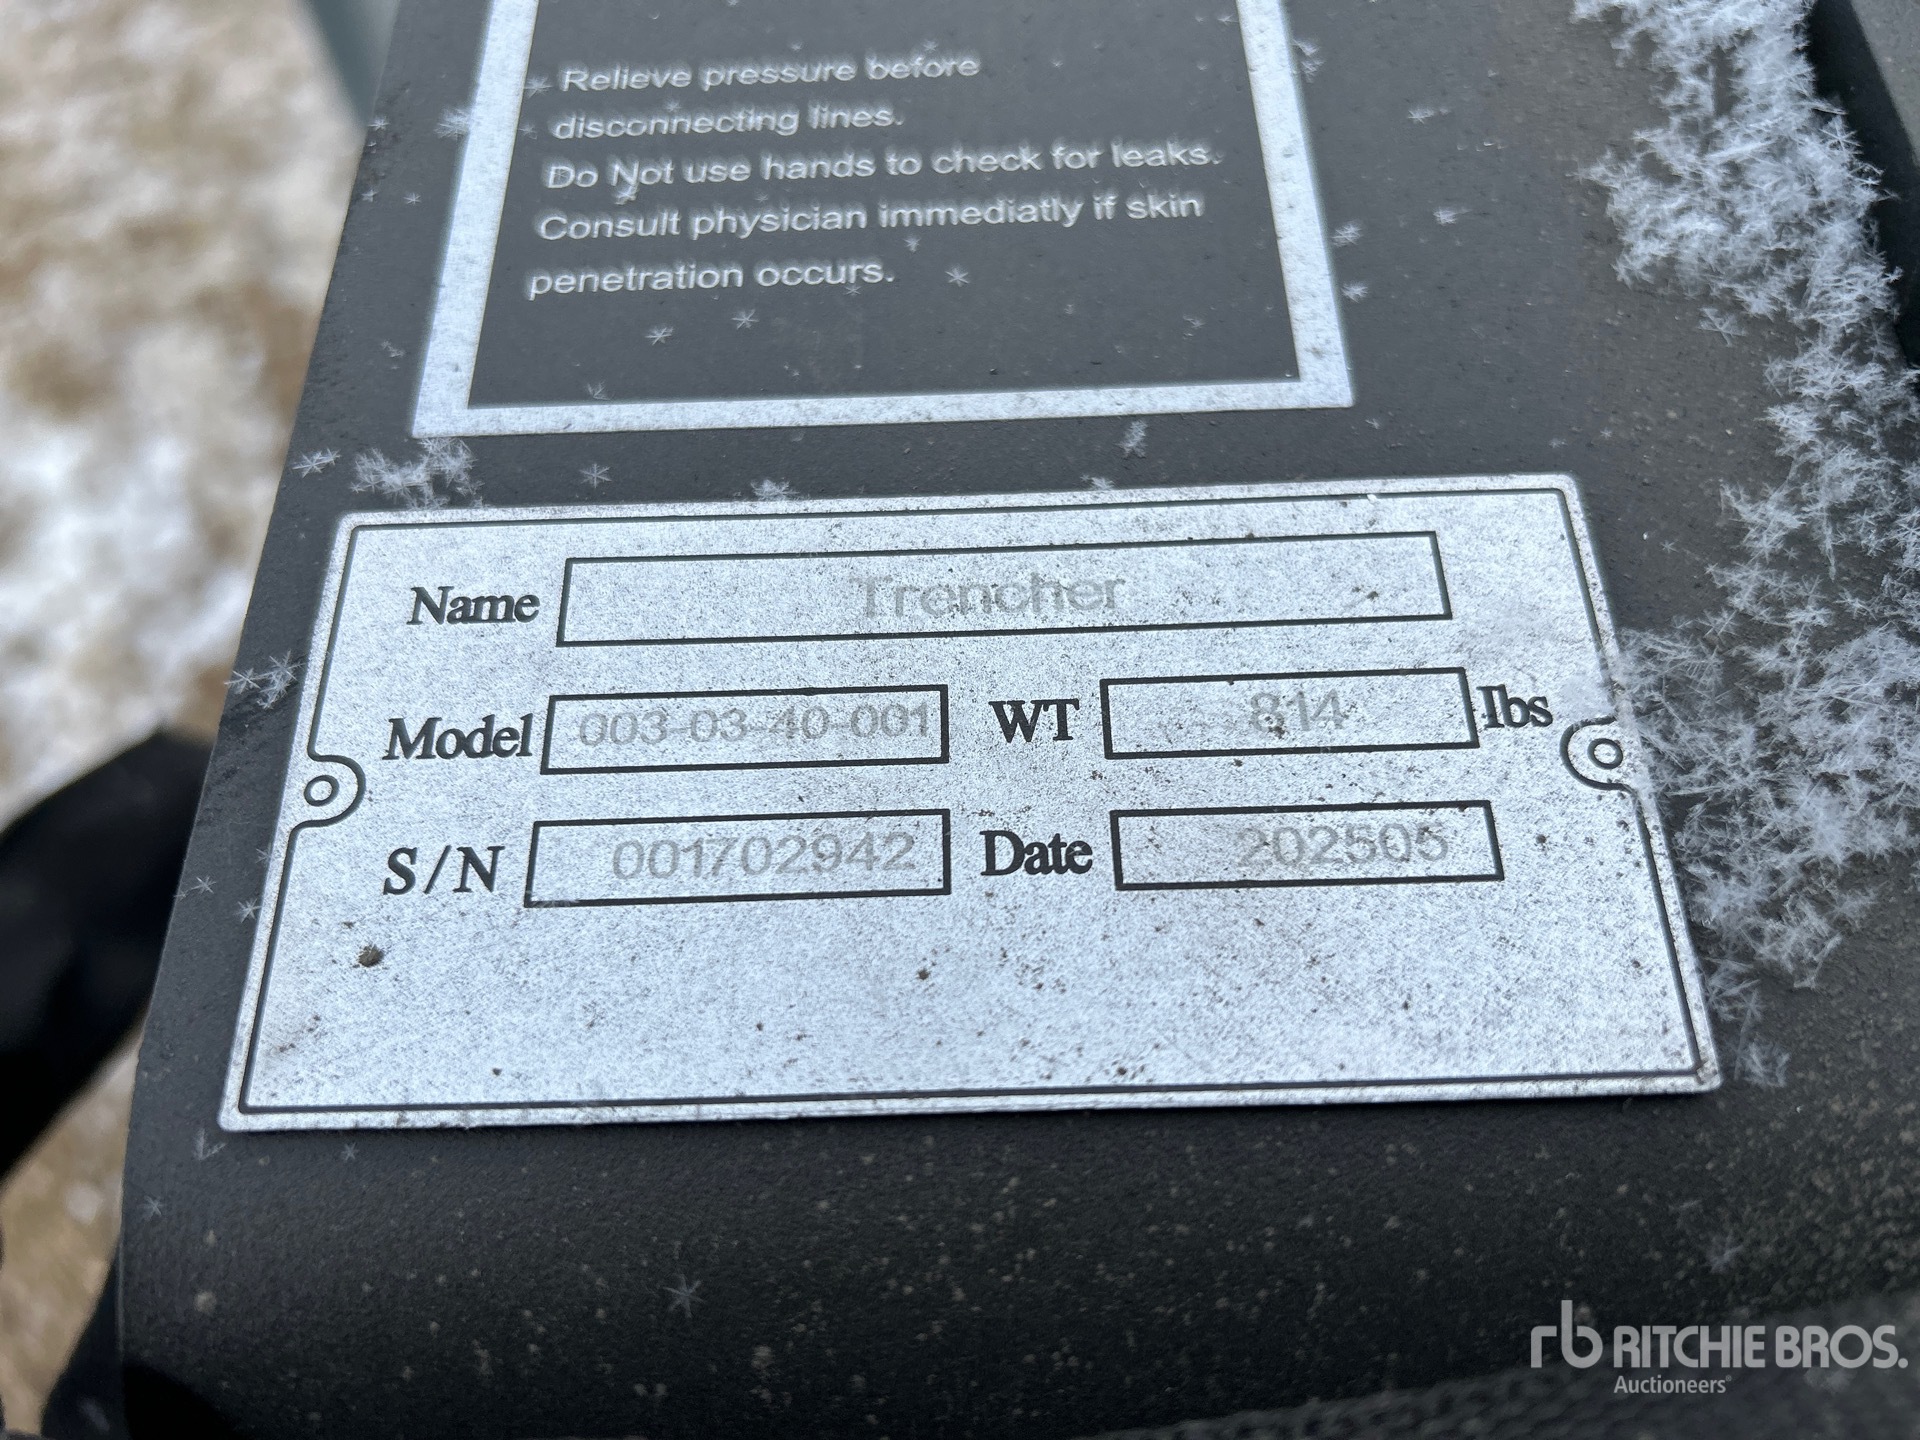 Relieve pressure before
disconnecting lines.
Do Not use hands to check for leaks.
Consult physician immediatly if skin
penetration occurs.
Name Trencher
Model 003-03-40-001 WT 814 lbs
S/N 001702942 Date 202505
rb RITCHIE BROS.
Auctioneers